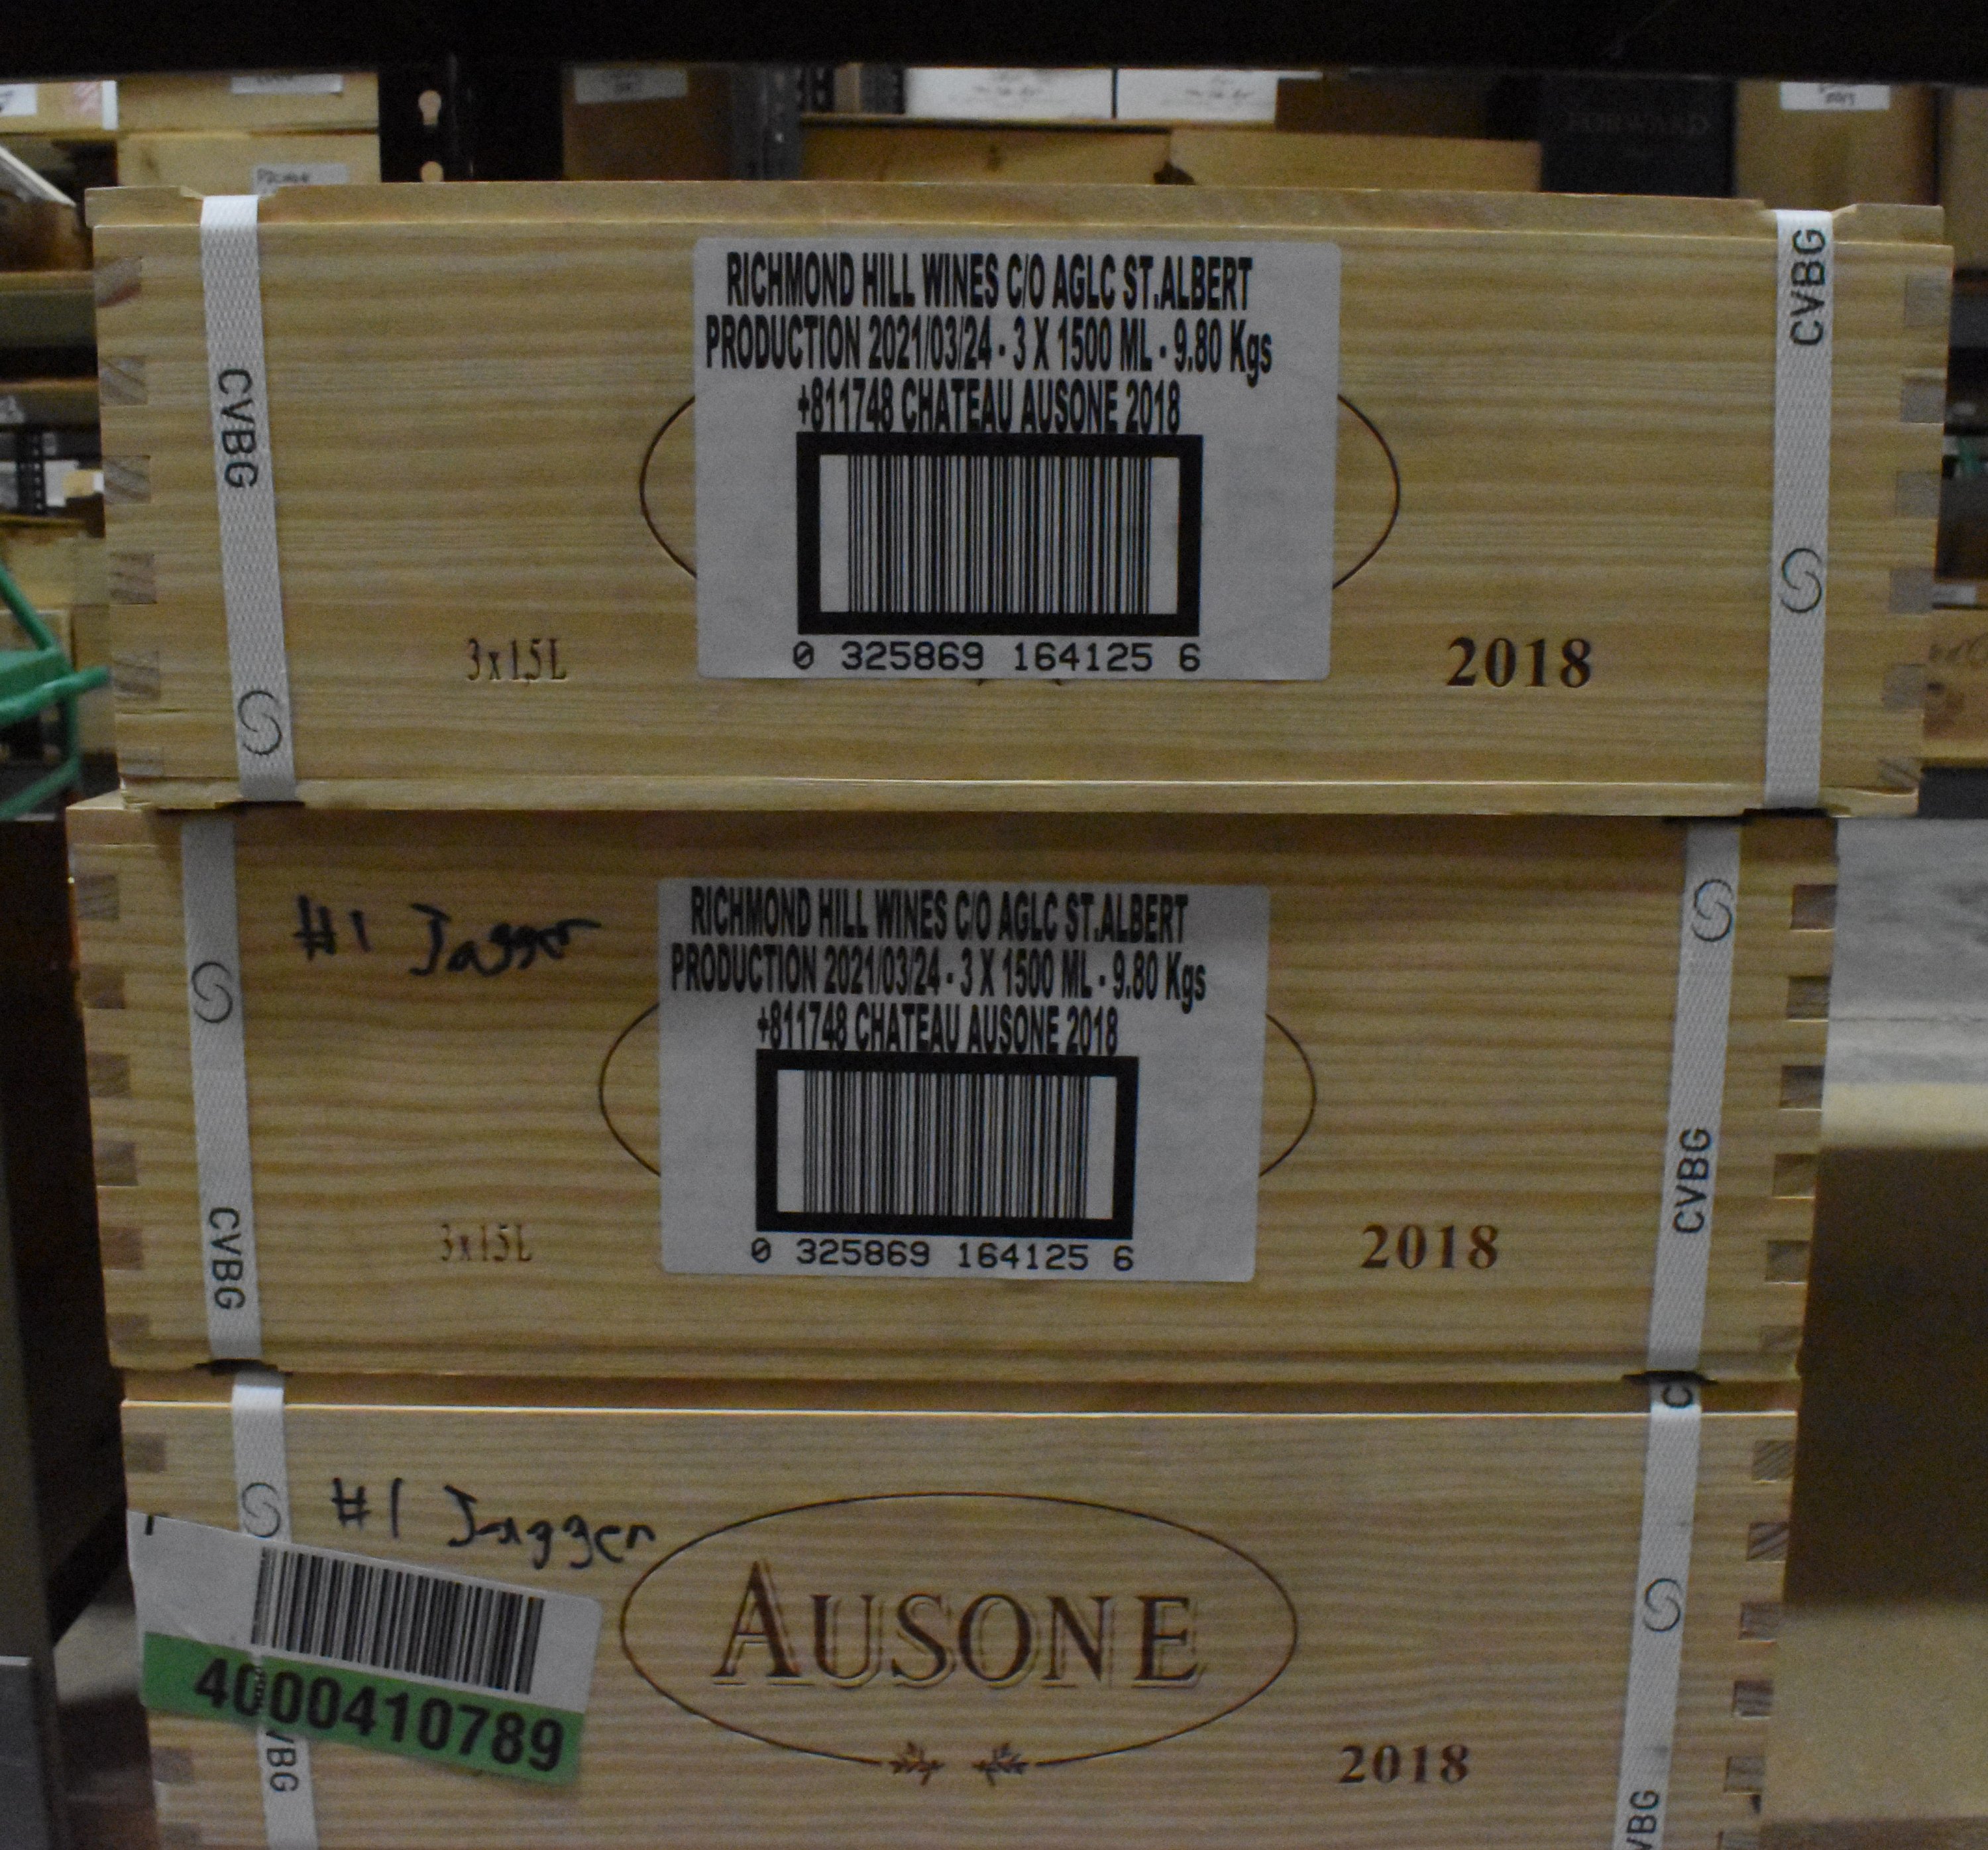 CVBG
CVBG
RICHMOND HILL WINES C/O AGLC ST.ALBERT
PRODUCTION 2021/03/24 - 3 X 1500 ML - 9.80 Kgs
+811748 CHATEAU AUSONE 2018
0 325869 164125 6
3x1,5L
2018
#1 Jagger
RICHMOND HILL WINES C/O AGLC ST.ALBERT
PRODUCTION 2021/03/24 - 3 X 1500 ML - 9.80 Kgs
+811748 CHATEAU AUSONE 2018
0 325869 164125 6
CVBG
CVBG
3x1,5L
2018
C
#1 Jagger
AUSONE
4000410789
2018
VBG
VBG